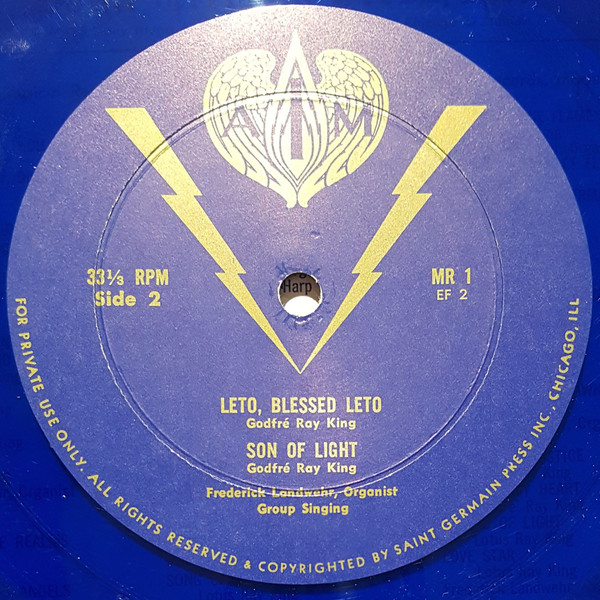 A I M
33⅓ RPM
Side 2
MR 1
EF 2
Harp
LETO, BLESSED LETO
Godfré Ray King
SON OF LIGHT
Godfré Ray King
Frederick Landwehr, Organist
Group Singing
FOR PRIVATE USE ONLY. ALL RIGHTS RESERVED & COPYRIGHTED BY SAINT GERMAIN PRESS INC., CHICAGO, ILL